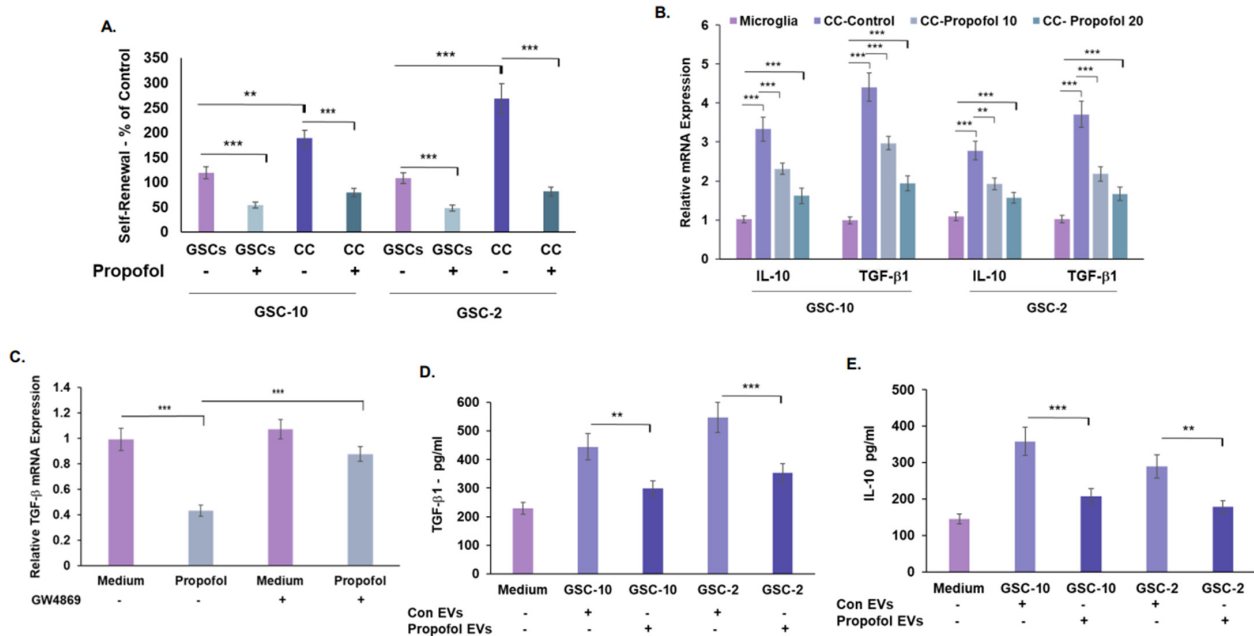 A.
Self-Renewal - % of Control
350
300
250
200
150
100
50
0
*** *** ** *** *** ***
GSCs GSCs CC CC GSCs GSCs CC CC
Propofol - + - + - + - +
GSC-10 GSC-2
B.
Microglia CC-Control CC-Propofol 10 CC- Propofol 20
Relative mRNA Expression
6
5
4
3
2
1
0
*** *** *** ***
*** *** *** ***
*** ** *** ***
IL-10 TGF-β1 IL-10 TGF-β1
GSC-10 GSC-2
C.
Relative TGF-β mRNA Expression
1.4
1.2
1
0.8
0.6
0.4
0.2
0
*** ***
Medium Propofol Medium Propofol
GW4869 - - + +
D.
TGF-β1 - pg/ml
600
500
400
300
200
100
0
** ***
Medium GSC-10 GSC-10 GSC-2 GSC-2
Con EVs - + - + -
Propofol EVs - - + - +
E.
IL-10 pg/ml
500
400
300
200
100
0
*** **
Medium GSC-10 GSC-10 GSC-2 GSC-2
Con EVs - + - + -
Propofol EVs - - + - +